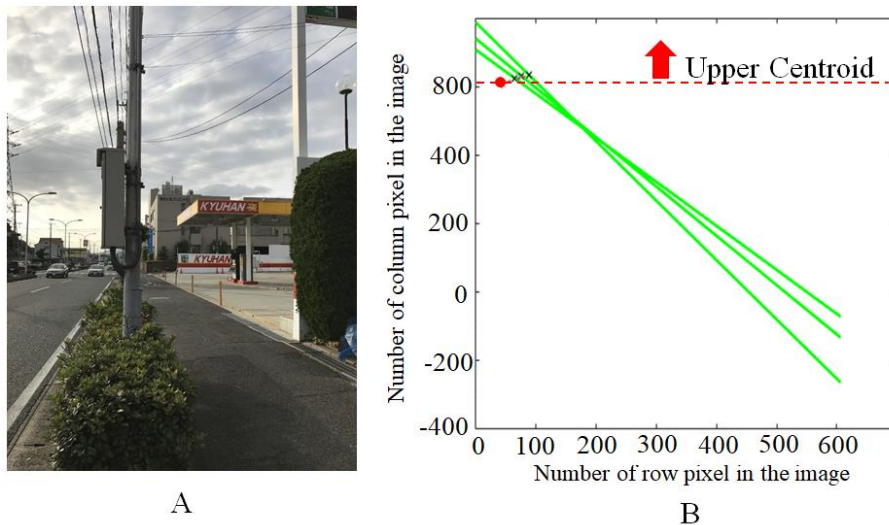 KYUHAN
KYUHAN
A
Upper Centroid
Number of column pixel in the image
800
400
200
0
-200
-400
0
100
200
300
400
500
600
Number of row pixel in the image
B